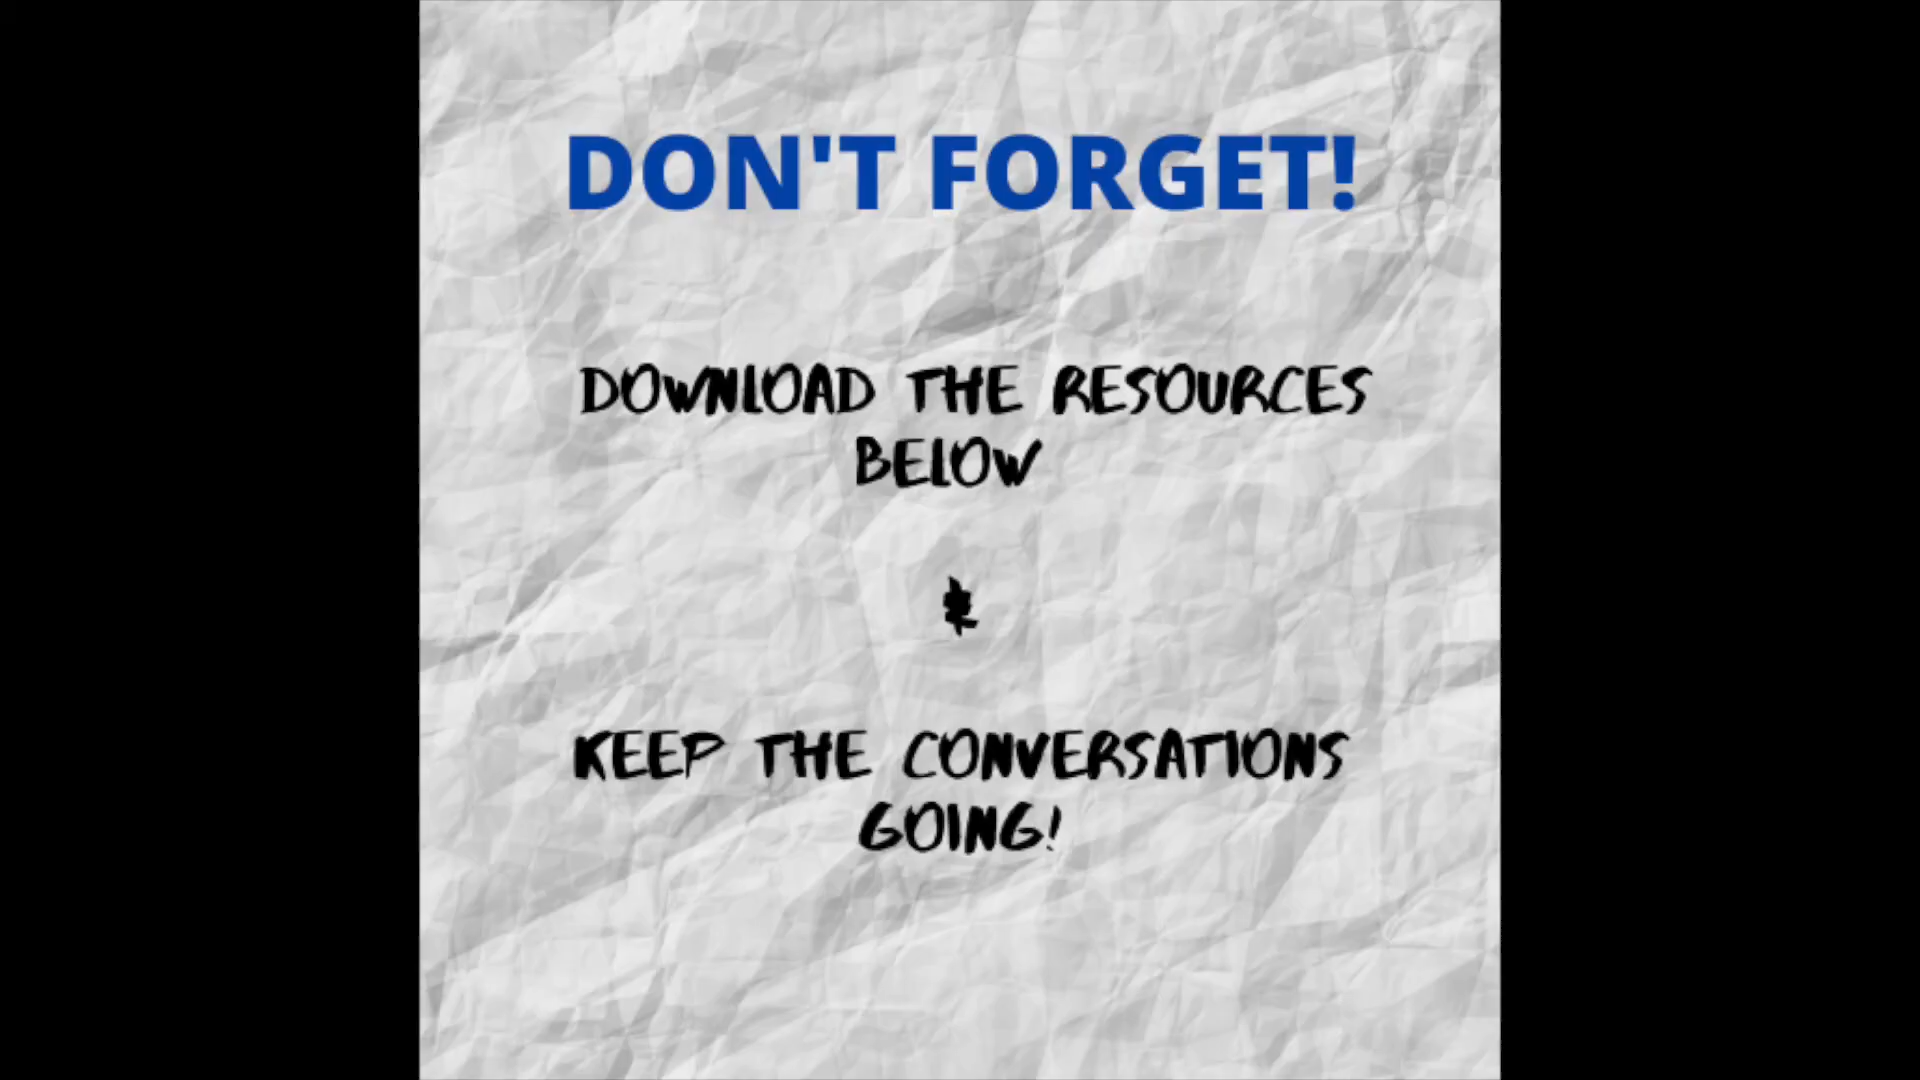 DON'T FORGET!
DOWNLOAD THE RESOURCES
BELOW
&
KEEP THE CONVERSATIONS
GOING!